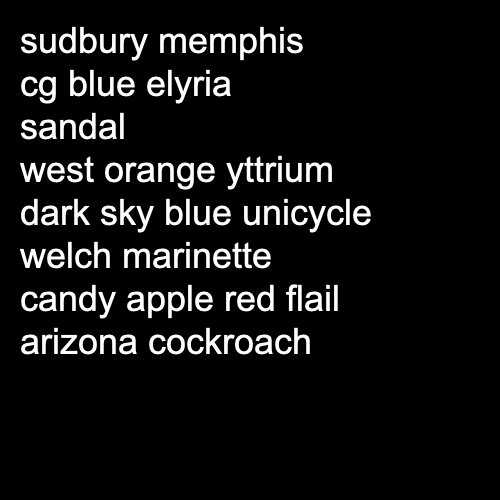 sudbury memphis
cg blue elyria
sandal
west orange yttrium
dark sky blue unicycle
welch marinette
candy apple red flail
arizona cockroach